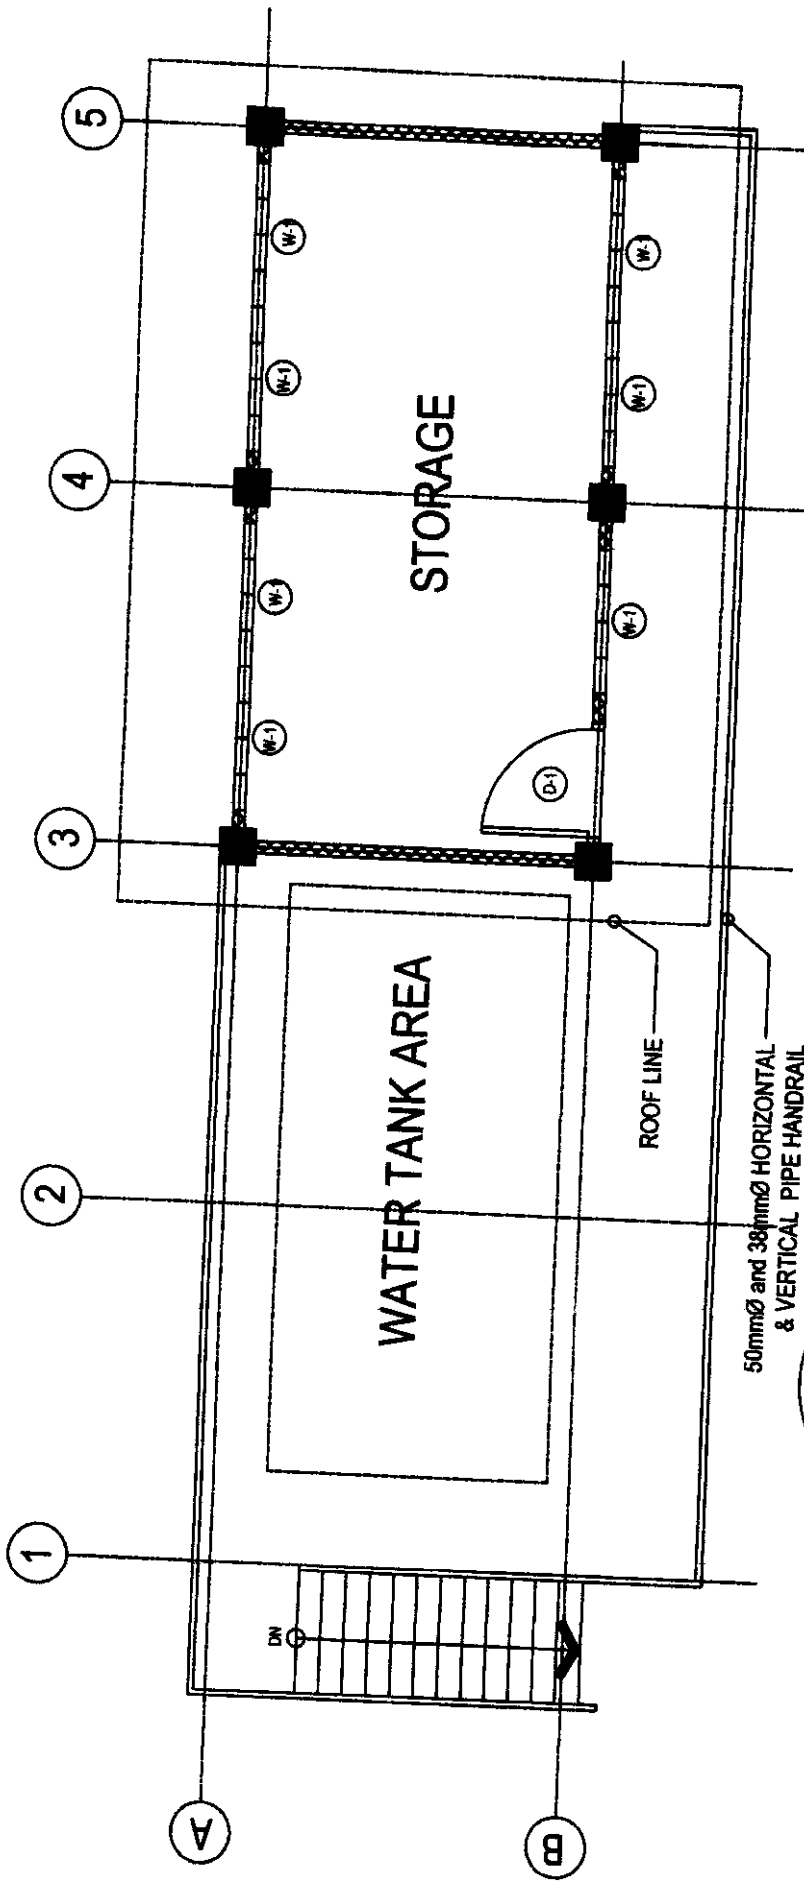 1
2
3
4
5
A
B
DN
WATER TANK AREA
STORAGE
W-1
W-1
W-1
W-1
D-1
W-1
W-1
W-1
ROOF LINE
50mmØ and 38mmØ HORIZONTAL
& VERTICAL PIPE HANDRAIL